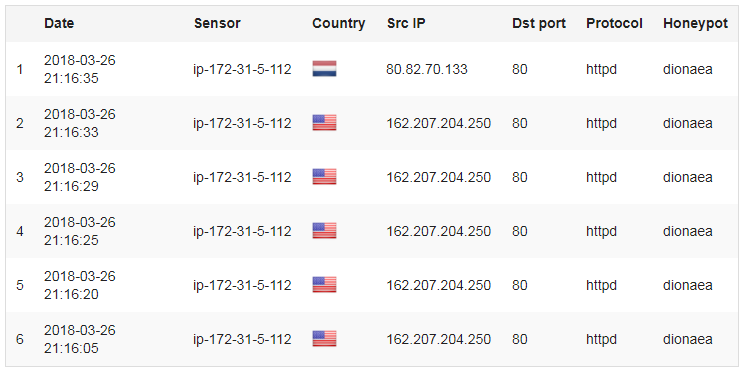 Date Sensor Country Src IP Dst port Protocol Honeypot
1 2018-03-26 21:16:35 ip-172-31-5-112 80.82.70.133 80 httpd dionaea
2 2018-03-26 21:16:33 ip-172-31-5-112 162.207.204.250 80 httpd dionaea
3 2018-03-26 21:16:29 ip-172-31-5-112 162.207.204.250 80 httpd dionaea
4 2018-03-26 21:16:25 ip-172-31-5-112 162.207.204.250 80 httpd dionaea
5 2018-03-26 21:16:20 ip-172-31-5-112 162.207.204.250 80 httpd dionaea
6 2018-03-26 21:16:05 ip-172-31-5-112 162.207.204.250 80 httpd dionaea